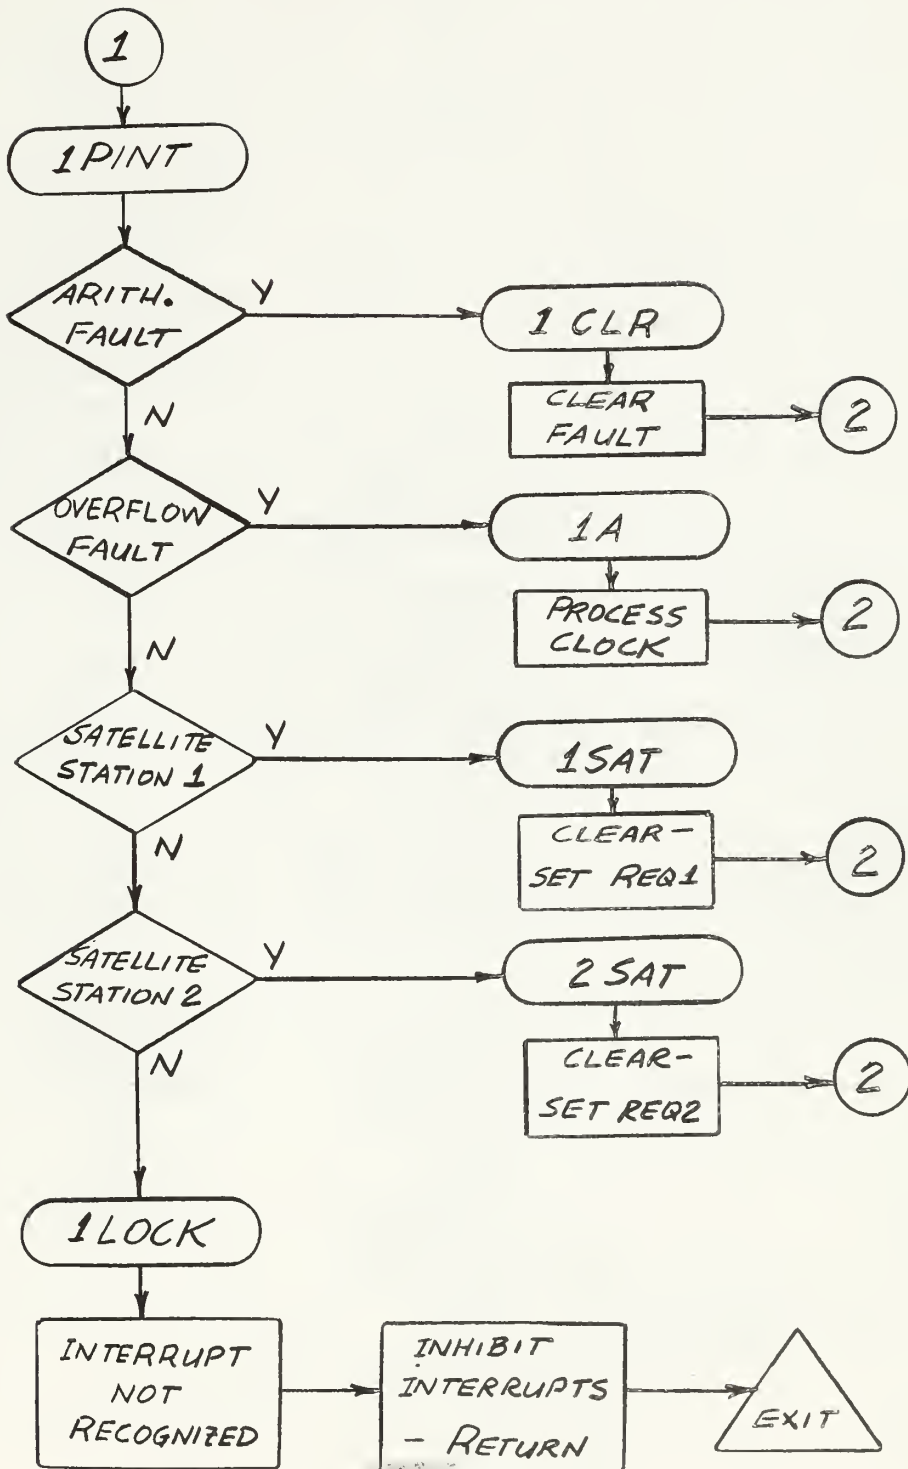 1
1PINT
ARITH.
FAULT
Y
1 CLR
CLEAR
FAULT
2
N
OVERFLOW
FAULT
Y
1A
PROCESS
CLOCK
2
N
SATELLITE
STATION 1
Y
1SAT
CLEAR-
SET REQ1
2
N
SATELLITE
STATION 2
Y
2 SAT
CLEAR-
SET REQ2
2
N
1LOCK
INTERRUPT
NOT
RECOGNIZED
INHIBIT
INTERRUPTS
- RETURN
EXIT